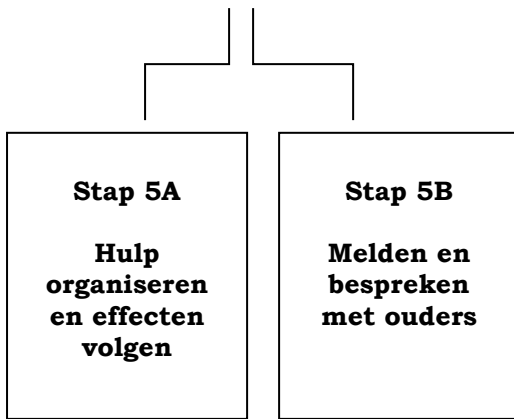 Stap 5A
Hulp
organiseren
en effecten
volgen
Stap 5B
Melden en
bespreken
met ouders